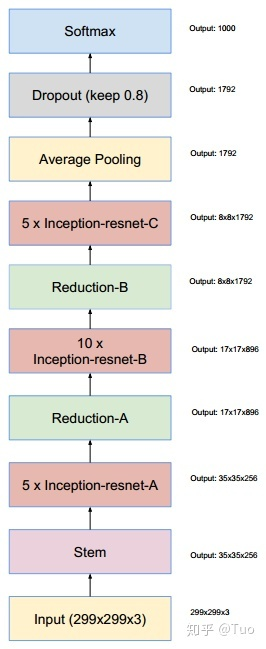 Softmax
Output: 1000
Dropout (keep 0.8)
Output: 1792
Average Pooling
Output: 1792
5 x Inception-resnet-C
Output: 8x8x1792
Reduction-B
Output: 8x8x1792
10 x
Inception-resnet-B
Output: 17x17x896
Reduction-A
Output: 17x17x896
5 x Inception-resnet-A
Output: 35x35x256
Stem
Output: 35x35x256
Input (299x299x3)
299x299x3
知乎 @Tuo